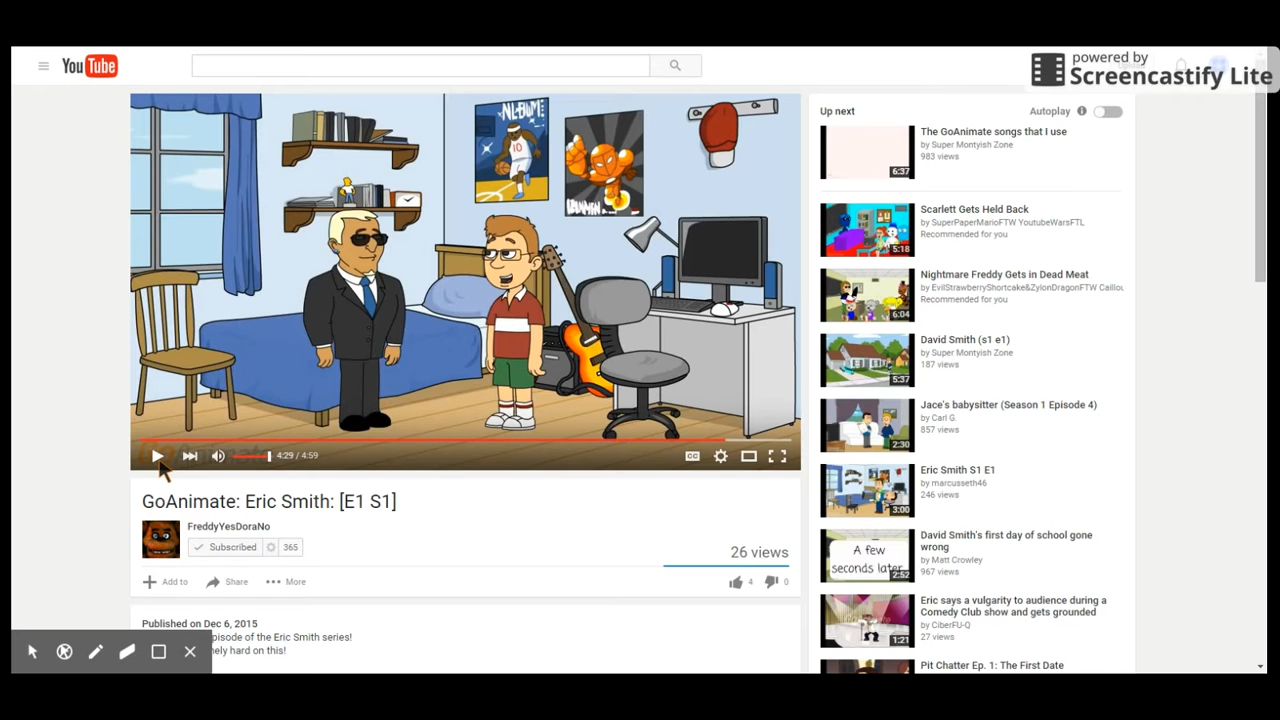 powered by
Screencastify Lite
YouTube
NLBUM
10
4:29 / 4:59
CC
GoAnimate: Eric Smith: [E1 S1]
FreddyYesDoraNo
Subscribed 365
26 views
Add to Share More 4 0
Published on Dec 6, 2015
episode of the Eric Smith series!
ely hard on this!
Up next Autoplay
The GoAnimate songs that I use
by Super Montyish Zone
983 views
6:37
Scarlett Gets Held Back
by SuperPaperMarioFTW YoutubeWarsFTL
Recommended for you
5:18
Nightmare Freddy Gets in Dead Meat
by EvilStrawberryShortcake&ZylonDragonFTW Caillou
Recommended for you
6:04
David Smith (s1 e1)
by Super Montyish Zone
187 views
5:37
Jace's babysitter (Season 1 Episode 4)
by Carl G.
857 views
2:30
Eric Smith S1 E1
by marcusseth46
246 views
3:00
A few
seconds later
2:52
David Smith's first day of school gone
wrong
by Matt Crowley
967 views
Eric says a vulgarity to audience during a
Comedy Club show and gets grounded
by CiberFU-Q
27 views
1:21
Pit Chatter Ep. 1: The First Date